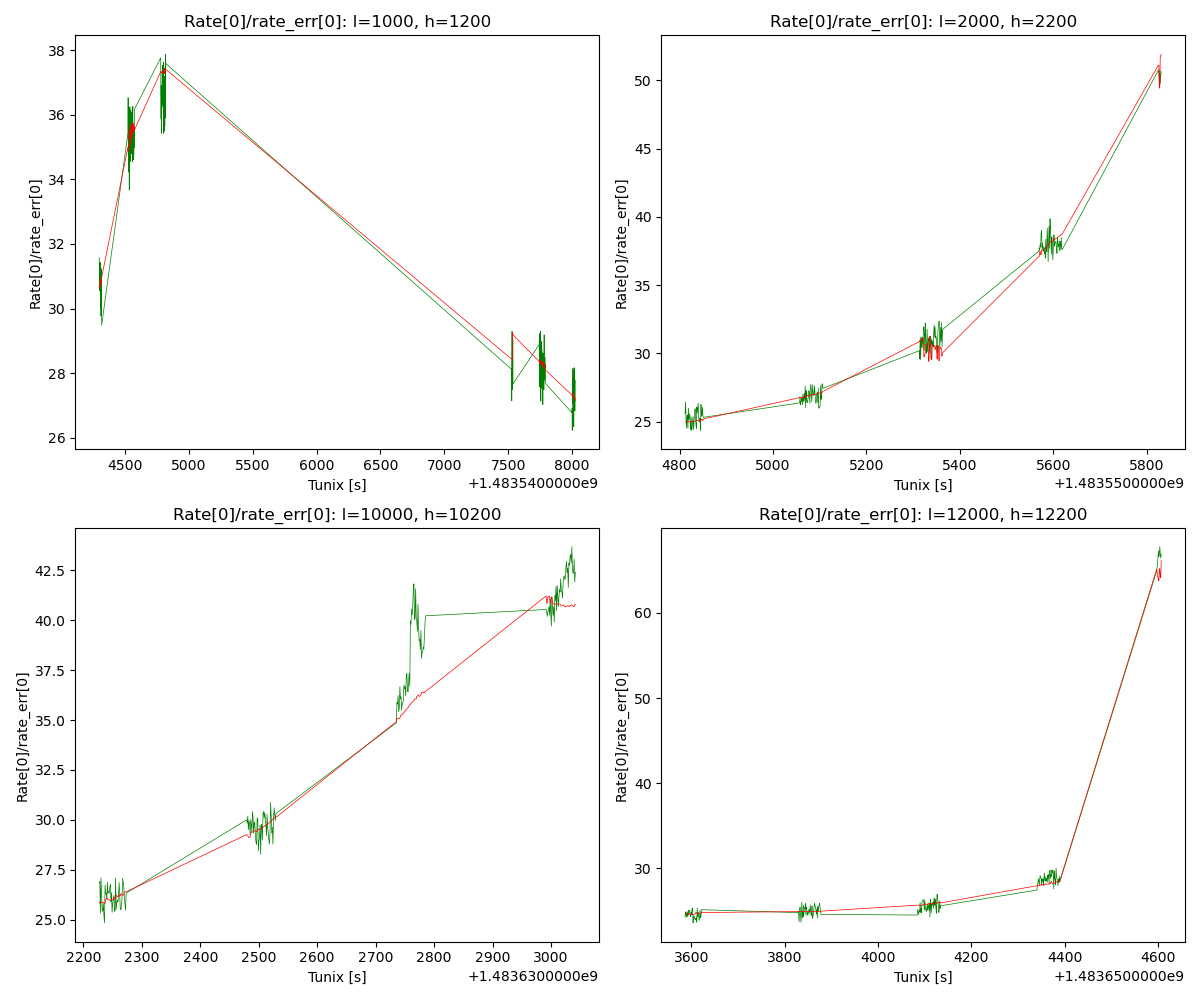 Rate[0]/rate_err[0]: l=1000, h=1200
Rate[0]/rate_err[0]
38
36
34
32
30
28
26
4500 5000 5500 6000 6500 7000 7500 8000
Tunix [s]
+1.4835400000e9
Rate[0]/rate_err[0]: l=2000, h=2200
Rate[0]/rate_err[0]
50
45
40
35
30
25
4800 5000 5200 5400 5600 5800
Tunix [s]
+1.4835500000e9
Rate[0]/rate_err[0]: l=10000, h=10200
Rate[0]/rate_err[0]
42.5
40.0
37.5
35.0
32.5
30.0
27.5
25.0
2200 2300 2400 2500 2600 2700 2800 2900 3000
Tunix [s]
+1.4836300000e9
Rate[0]/rate_err[0]: l=12000, h=12200
Rate[0]/rate_err[0]
60
50
40
30
3600 3800 4000 4200 4400 4600
Tunix [s]
+1.4836500000e9